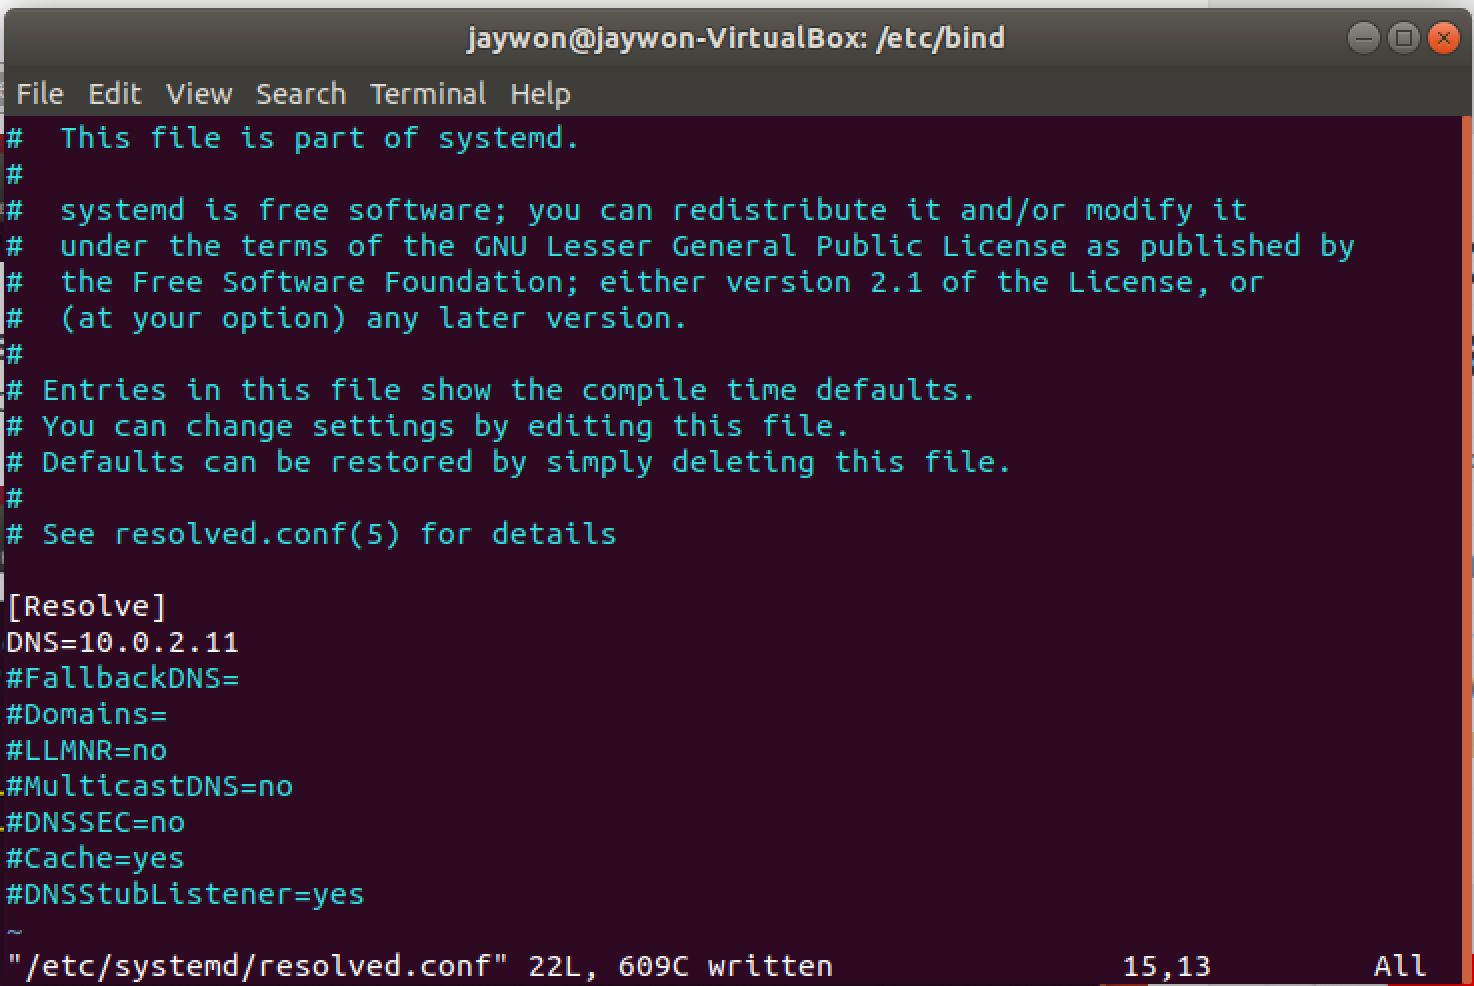 jaywon@jaywon-VirtualBox: /etc/bind
File Edit View Search Terminal Help
#  This file is part of systemd.
#
#  systemd is free software; you can redistribute it and/or modify it
#  under the terms of the GNU Lesser General Public License as published by
#  the Free Software Foundation; either version 2.1 of the License, or
#  (at your option) any later version.
#
# Entries in this file show the compile time defaults.
# You can change settings by editing this file.
# Defaults can be restored by simply deleting this file.
#
# See resolved.conf(5) for details

[Resolve]
DNS=10.0.2.11
#FallbackDNS=
#Domains=
#LLMNR=no
#MulticastDNS=no
#DNSSEC=no
#Cache=yes
#DNSStubListener=yes
~
"/etc/systemd/resolved.conf" 22L, 609C written 15,13 All